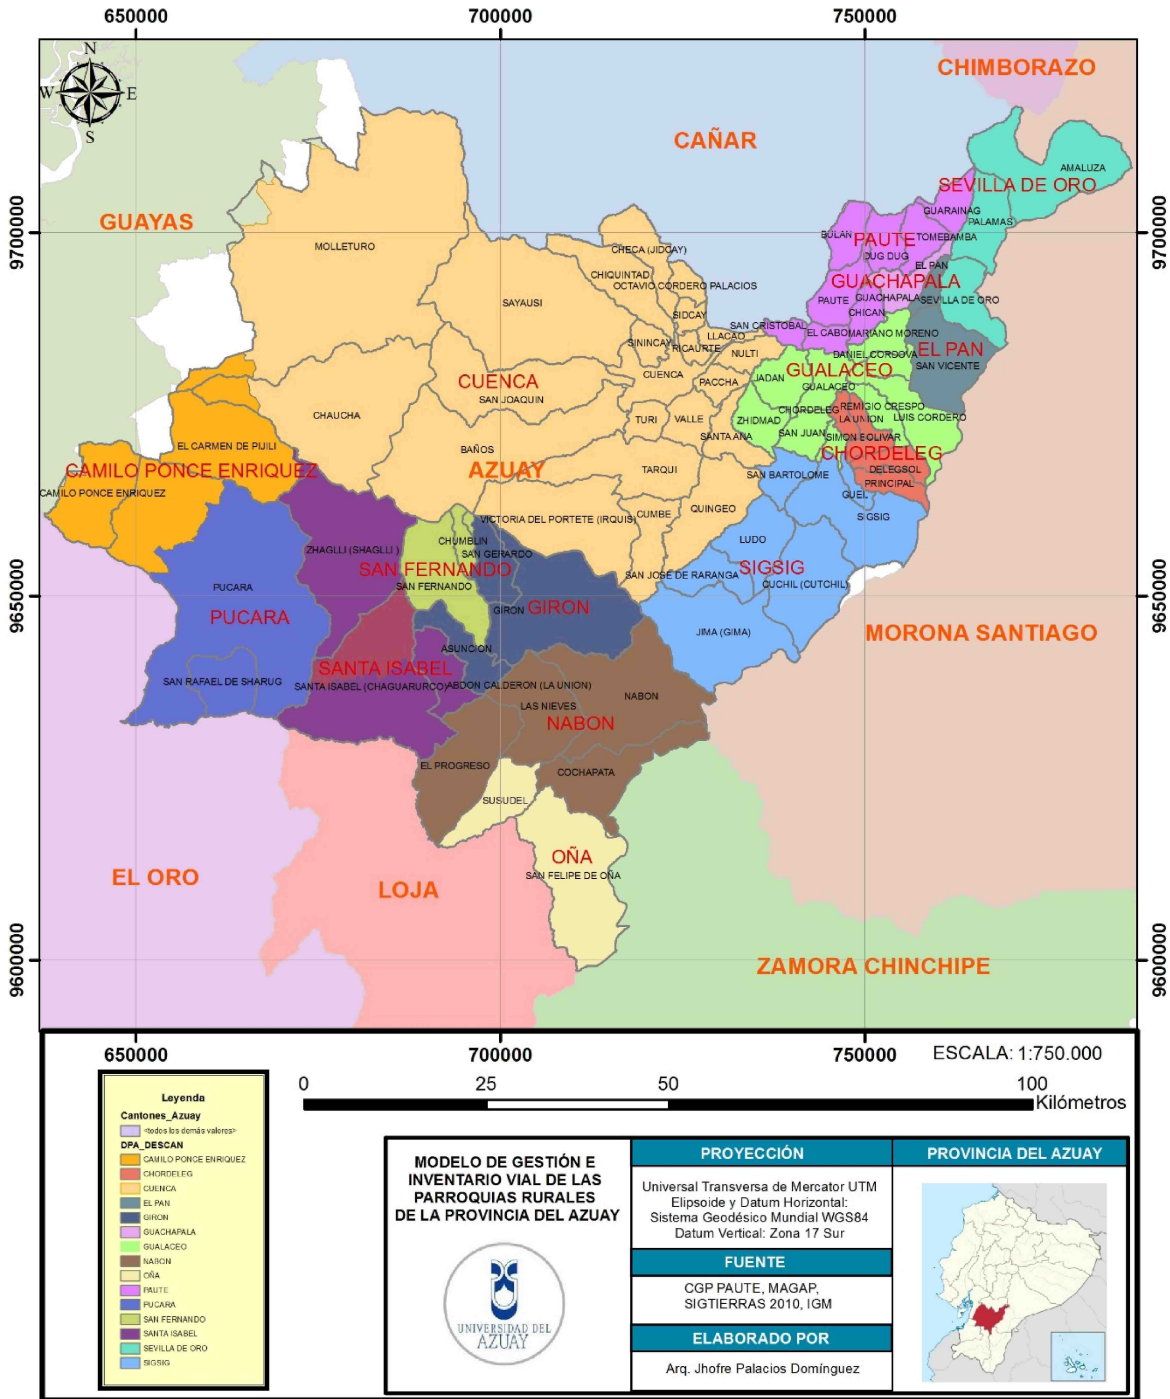 650000
700000
750000
N
W
E
S
CHIMBORAZO
CAÑAR
AMALUZA
SEVILLA DE ORO
GUAYAS
GUARAINAG
PALAMAS
BULAN
PAUTE
TOMEBAMBA
9700000
9700000
MOLLETURO
CHECA (JIDCAY)
DUG DUG
EL PAN
CHIQUINTAD
GUACHAPALA
OCTAVIO CORDERO PALACIOS
SAYAUSI
PAUTE
GUACHAPALA
SEVILLA DE ORO
CHICAN
SIDCAY
SAN CRISTOBAL
EL CABO
MARIANO MORENO
LLACAO
SININCAY
RICAURTE
NULTI
DANIEL CORDOVA
EL PAN
SAN VICENTE
GUALACEO
CUENCA
CUENCA
PACCHA
JADAN
GUALACEO
SAN JOAQUIN
CHAUCHA
TURI
VALLE
ZHIDMAD
CHORDELEG
REMIGIO CRESPO
LA UNION
LUIS CORDERO
SANTA ANA
SAN JUAN
SIMON BOLIVAR
EL CARMEN DE PIJILI
BAÑOS
CHORDELEG
CAMILO PONCE ENRIQUEZ
AZUAY
TARQUI
SAN BARTOLOME
DELEGSOL
PRINCIPAL
CAMILO PONCE ENRIQUEZ
GUEL
QUINGEO
CUMBE
SIGSIG
VICTORIA DEL PORTETE (IRQUIS)
CHUMBLIN
LUDO
ZHAGLLI (SHAGLLI )
SAN GERARDO
SAN FERNANDO
SIGSIG
SAN JOSE DE RARANGA
CUCHIL (CUTCHIL)
PUCARA
SAN FERNANDO
9650000
9650000
GIRON
GIRON
PUCARA
JIMA (GIMA)
MORONA SANTIAGO
ASUNCION
SANTA ISABEL
SAN RAFAEL DE SHARUG
SANTA ISABEL (CHAGUARURCO)
ABDON CALDERON (LA UNION)
NABON
LAS NIEVES
NABON
EL PROGRESO
COCHAPATA
SUSUDEL
OÑA
SAN FELIPE DE OÑA
EL ORO
LOJA
ZAMORA CHINCHIPE
9600000
9600000
650000
700000
750000
ESCALA: 1:750.000
0
25
50
100
Kilómetros
Leyenda
Cantones_Azuay
<todos los demás valores>
DPA_DESCAN
CAMILO PONCE ENRIQUEZ
CHORDELEG
CUENCA
EL PAN
GIRON
GUACHAPALA
GUALACEO
NABON
OÑA
PAUTE
PUCARA
SAN FERNANDO
SANTA ISABEL
SEVILLA DE ORO
SIGSIG
MODELO DE GESTIÓN E
INVENTARIO VIAL DE LAS
PARROQUIAS RURALES
DE LA PROVINCIA DEL AZUAY
UNIVERSIDAD DEL
AZUAY
PROYECCIÓN
Universal Transversa de Mercator UTM
Elipsoide y Datum Horizontal:
Sistema Geodésico Mundial WGS84
Datum Vertical: Zona 17 Sur
FUENTE
CGP PAUTE, MAGAP,
SIGTIERRAS 2010, IGM
ELABORADO POR
Arq. Jhofre Palacios Domínguez
PROVINCIA DEL AZUAY